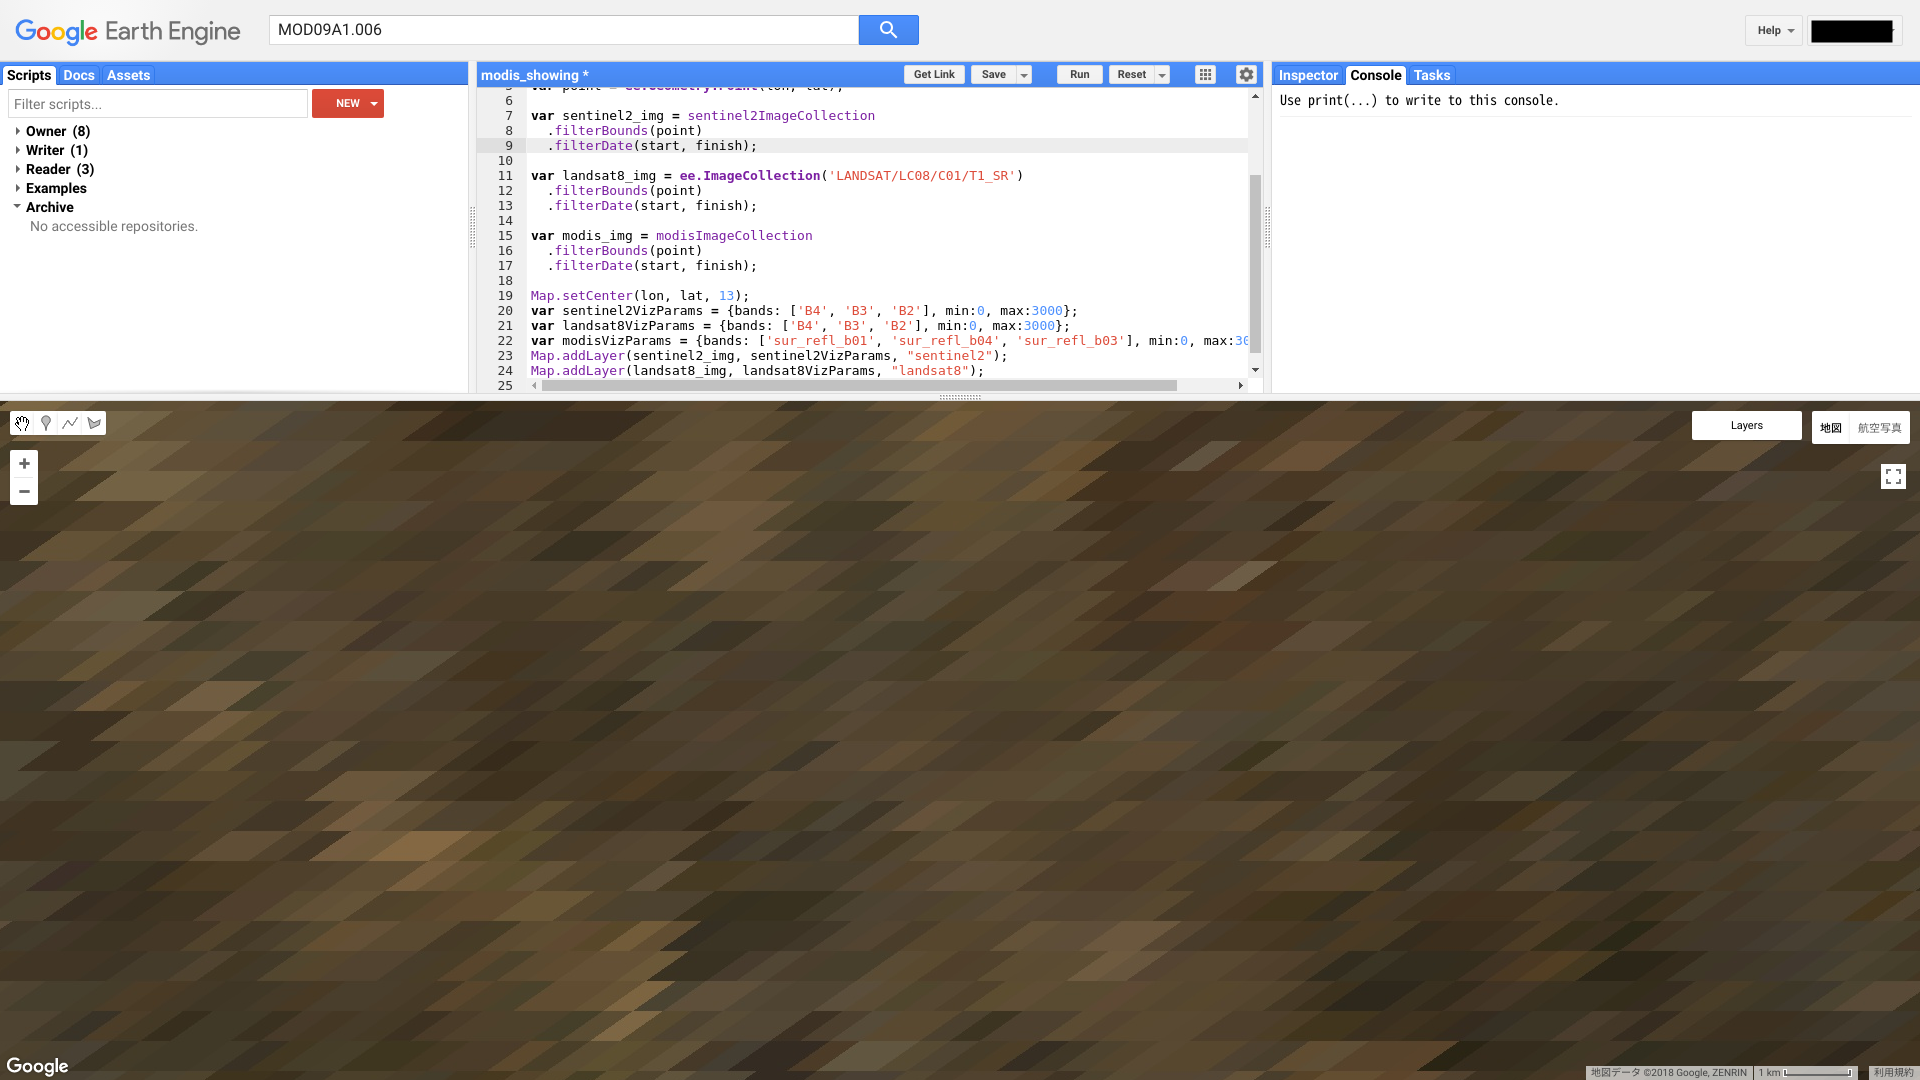 Google Earth Engine
MOD09A1.006
Help
Scripts Docs Assets
Filter scripts...
NEW
Owner (8)
Writer (1)
Reader (3)
Examples
Archive
No accessible repositories.
modis_showing *
Get Link Save Run Reset
5 var point = ee.Geometry.Point(lon, lat);
6
7 var sentinel2_img = sentinel2ImageCollection
8 .filterBounds(point)
9 .filterDate(start, finish);
10
11 var landsat8_img = ee.ImageCollection('LANDSAT/LC08/C01/T1_SR')
12 .filterBounds(point)
13 .filterDate(start, finish);
14
15 var modis_img = modisImageCollection
16 .filterBounds(point)
17 .filterDate(start, finish);
18
19 Map.setCenter(lon, lat, 13);
20 var sentinel2VizParams = {bands: ['B4', 'B3', 'B2'], min:0, max:3000};
21 var landsat8VizParams = {bands: ['B4', 'B3', 'B2'], min:0, max:3000};
22 var modisVizParams = {bands: ['sur_refl_b01', 'sur_refl_b04', 'sur_refl_b03'], min:0, max:30
23 Map.addLayer(sentinel2_img, sentinel2VizParams, "sentinel2");
24 Map.addLayer(landsat8_img, landsat8VizParams, "landsat8");
25
Inspector Console Tasks
Use print(...) to write to this console.
Layers
地図 航空写真
Google
地図データ ©2018 Google, ZENRIN 1 km 利用規約